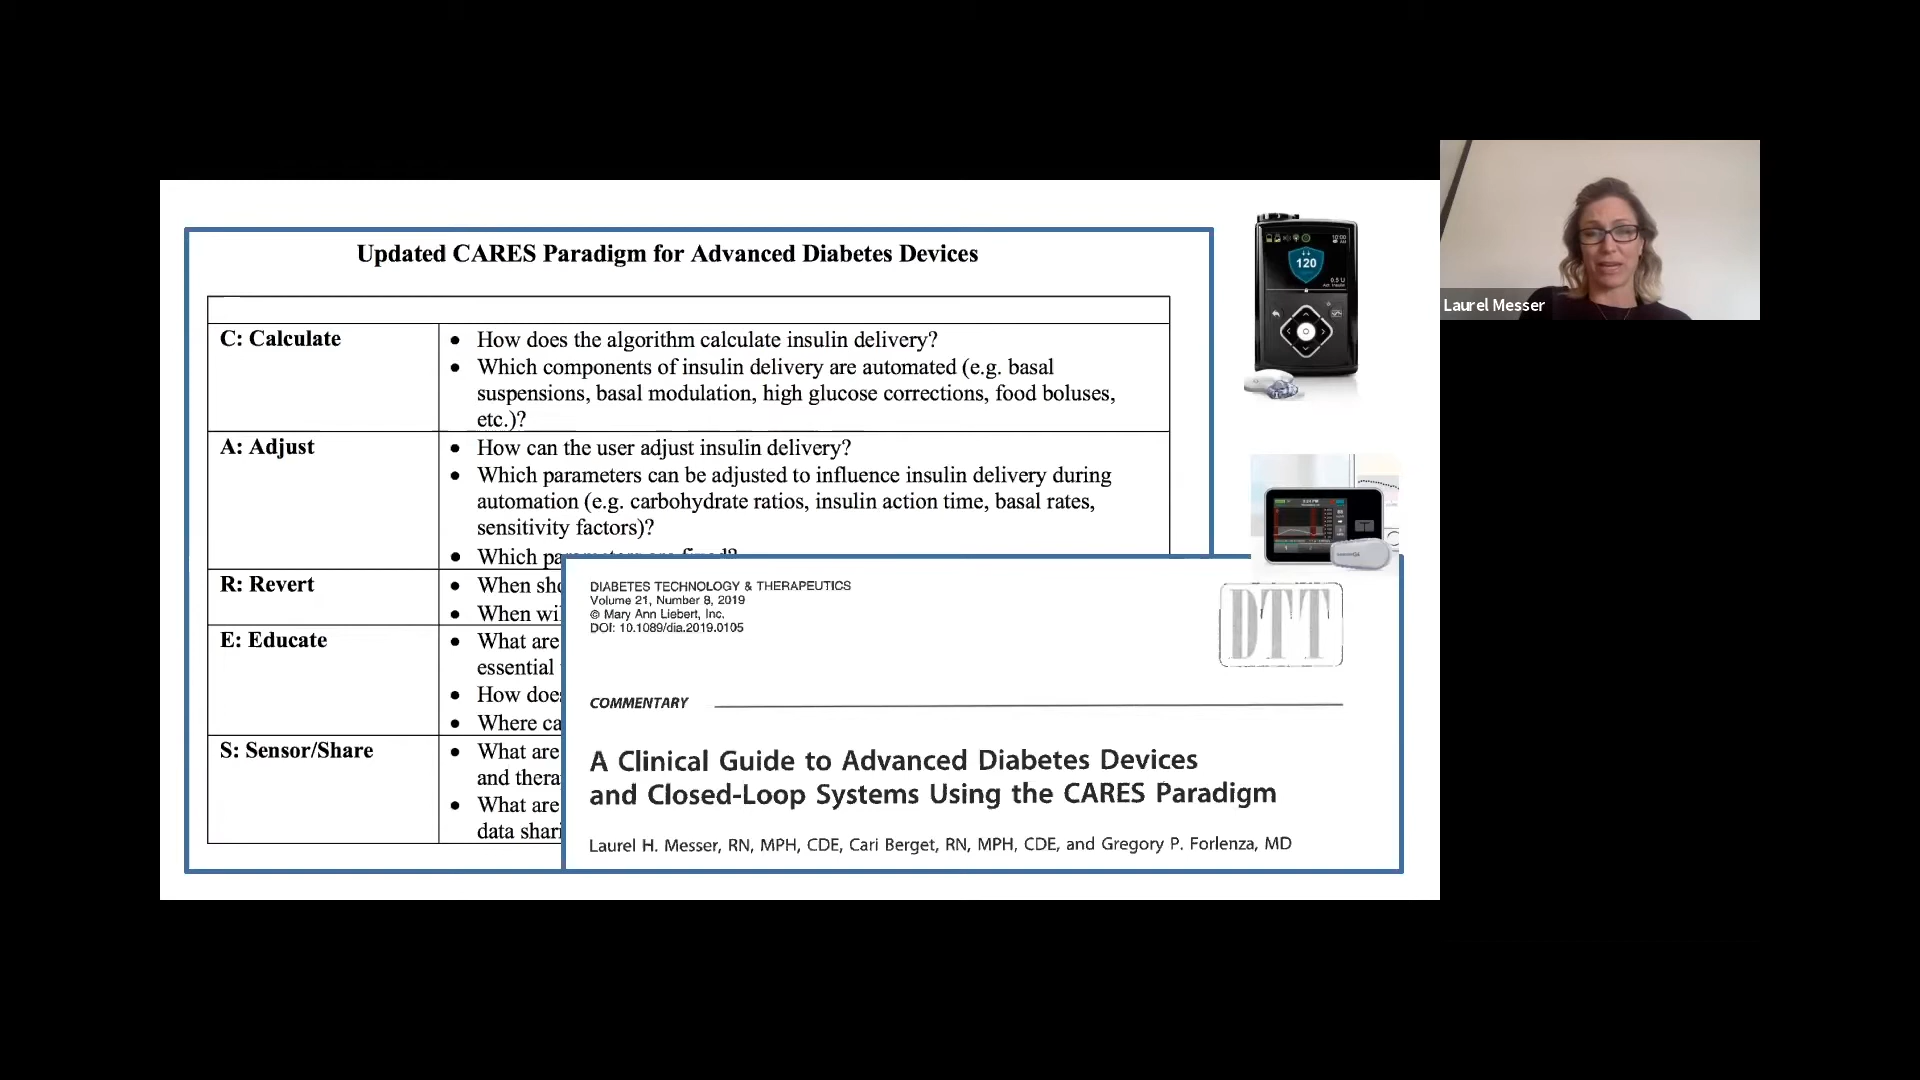 Updated CARES Paradigm for Advanced Diabetes Devices
C: Calculate
How does the algorithm calculate insulin delivery?
Which components of insulin delivery are automated (e.g. basal
suspensions, basal modulation, high glucose corrections, food boluses,
etc.)?
A: Adjust
How can the user adjust insulin delivery?
Which parameters can be adjusted to influence insulin delivery during
automation (e.g. carbohydrate ratios, insulin action time, basal rates,
sensitivity factors)?
Which parameters are fixed?
R: Revert
When
When
E: Educate
What are
essential
How does
Where
S: Sensor/Share
What are
and
What are
data
DIABETES TECHNOLOGY & THERAPEUTICS
Volume 21, Number 8, 2019
© Mary Ann Liebert, Inc.
DOI: 10.1089/dia.2019.0105
DTT
COMMENTARY
A Clinical Guide to Advanced Diabetes Devices
and Closed-Loop Systems Using the CARES Paradigm
Laurel H. Messer, RN, MPH, CDE, Cari Berget, RN, MPH, CDE, and Gregory P. Forlenza, MD
120
Laurel Messer